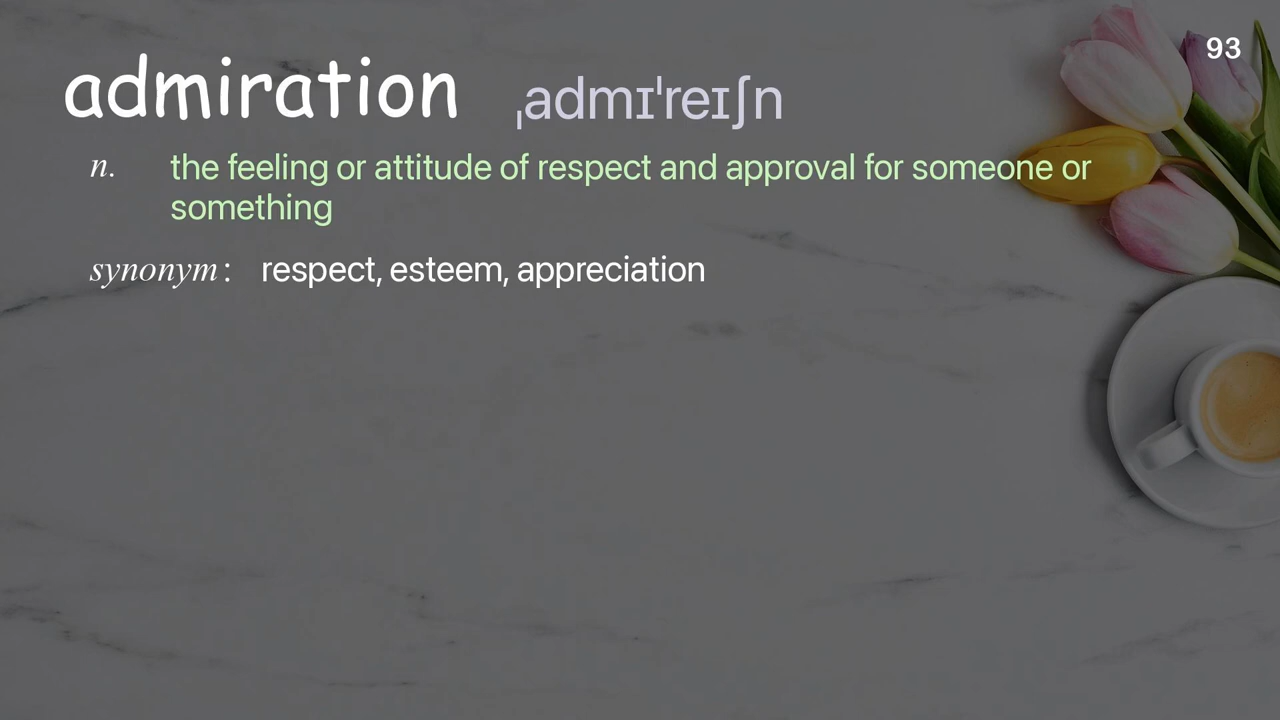 93
admiration ˌadmɪˈreɪʃn
n. the feeling or attitude of respect and approval for someone or
something
synonym: respect, esteem, appreciation